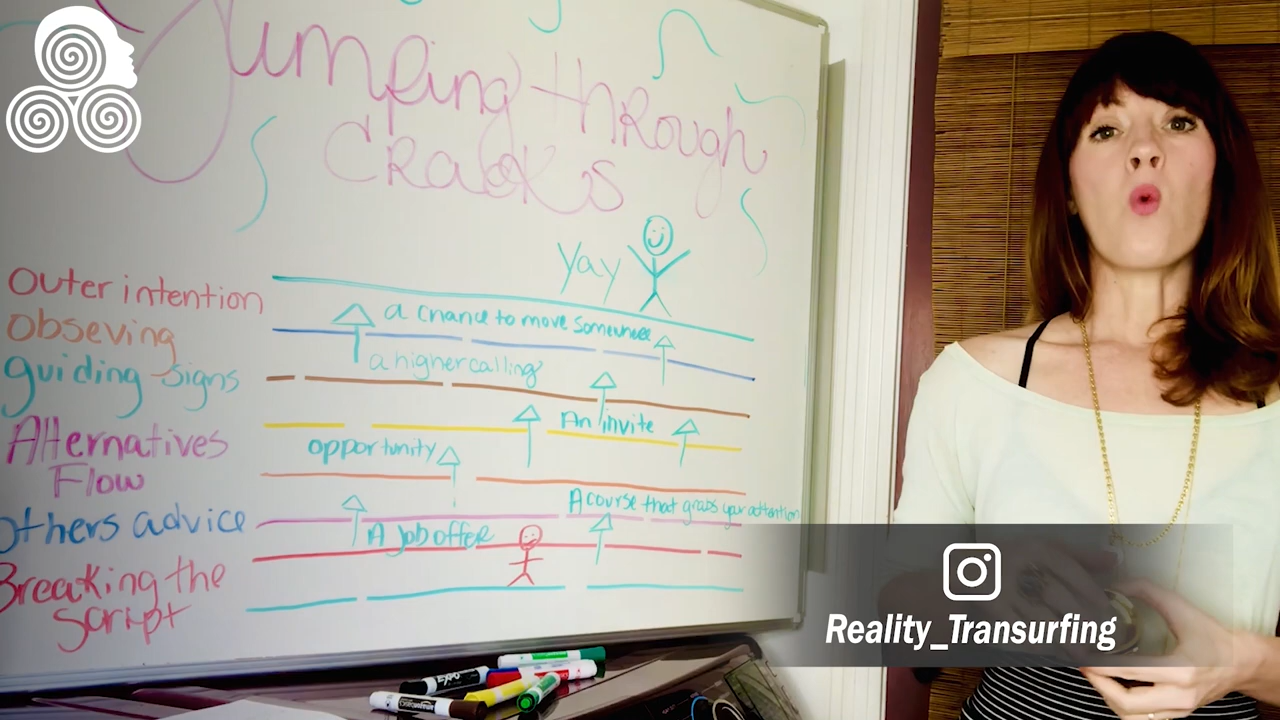 Jumping through
cracks
Yay
outer intention
a chance to move somewhere
obseving
a higher calling
guiding signs
An invite
Alternatives
opportunity
Flow
A course that grabs your attention
others advice
A Job offer
Breaking the
script
Reality_Transurfing
EXPO